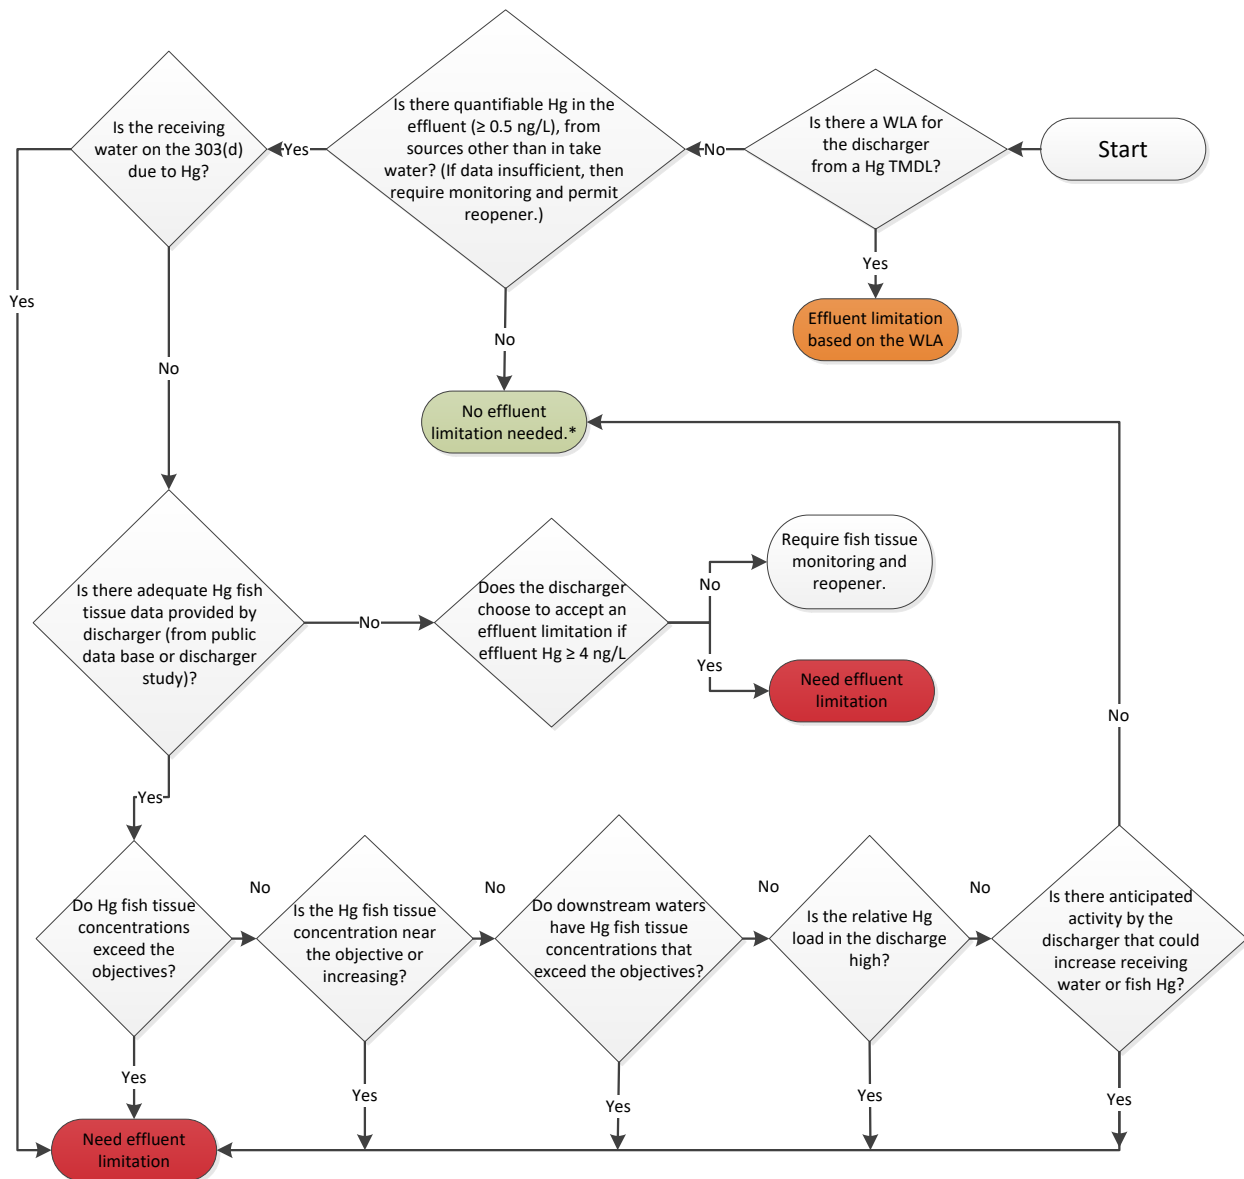 Start
Is there a WLA for
the discharger
from a Hg TMDL?
No
Yes
Effluent limitation
based on the WLA
Is there quantifiable Hg in the
effluent (≥ 0.5 ng/L), from
sources other than in take
water? (If data insufficient, then
require monitoring and permit
reopener.)
Yes
No
No effluent
limitation needed.*
Is the receiving
water on the 303(d)
due to Hg?
Yes
No
Is there adequate Hg fish
tissue data provided by
discharger (from public
data base or discharger
study)?
No
Does the discharger
choose to accept an
effluent limitation if
effluent Hg ≥ 4 ng/L
No
Require fish tissue
monitoring and
reopener.
Yes
Need effluent
limitation
Yes
Do Hg fish tissue
concentrations
exceed the
objectives?
No
Is the Hg fish tissue
concentration near
the objective or
increasing?
No
Do downstream waters
have Hg fish tissue
concentrations that
exceed the objectives?
No
Is the relative Hg
load in the discharge
high?
No
Is there anticipated
activity by the
discharger that could
increase receiving
water or fish Hg?
No
Yes
Yes
Yes
Yes
Yes
Need effluent
limitation